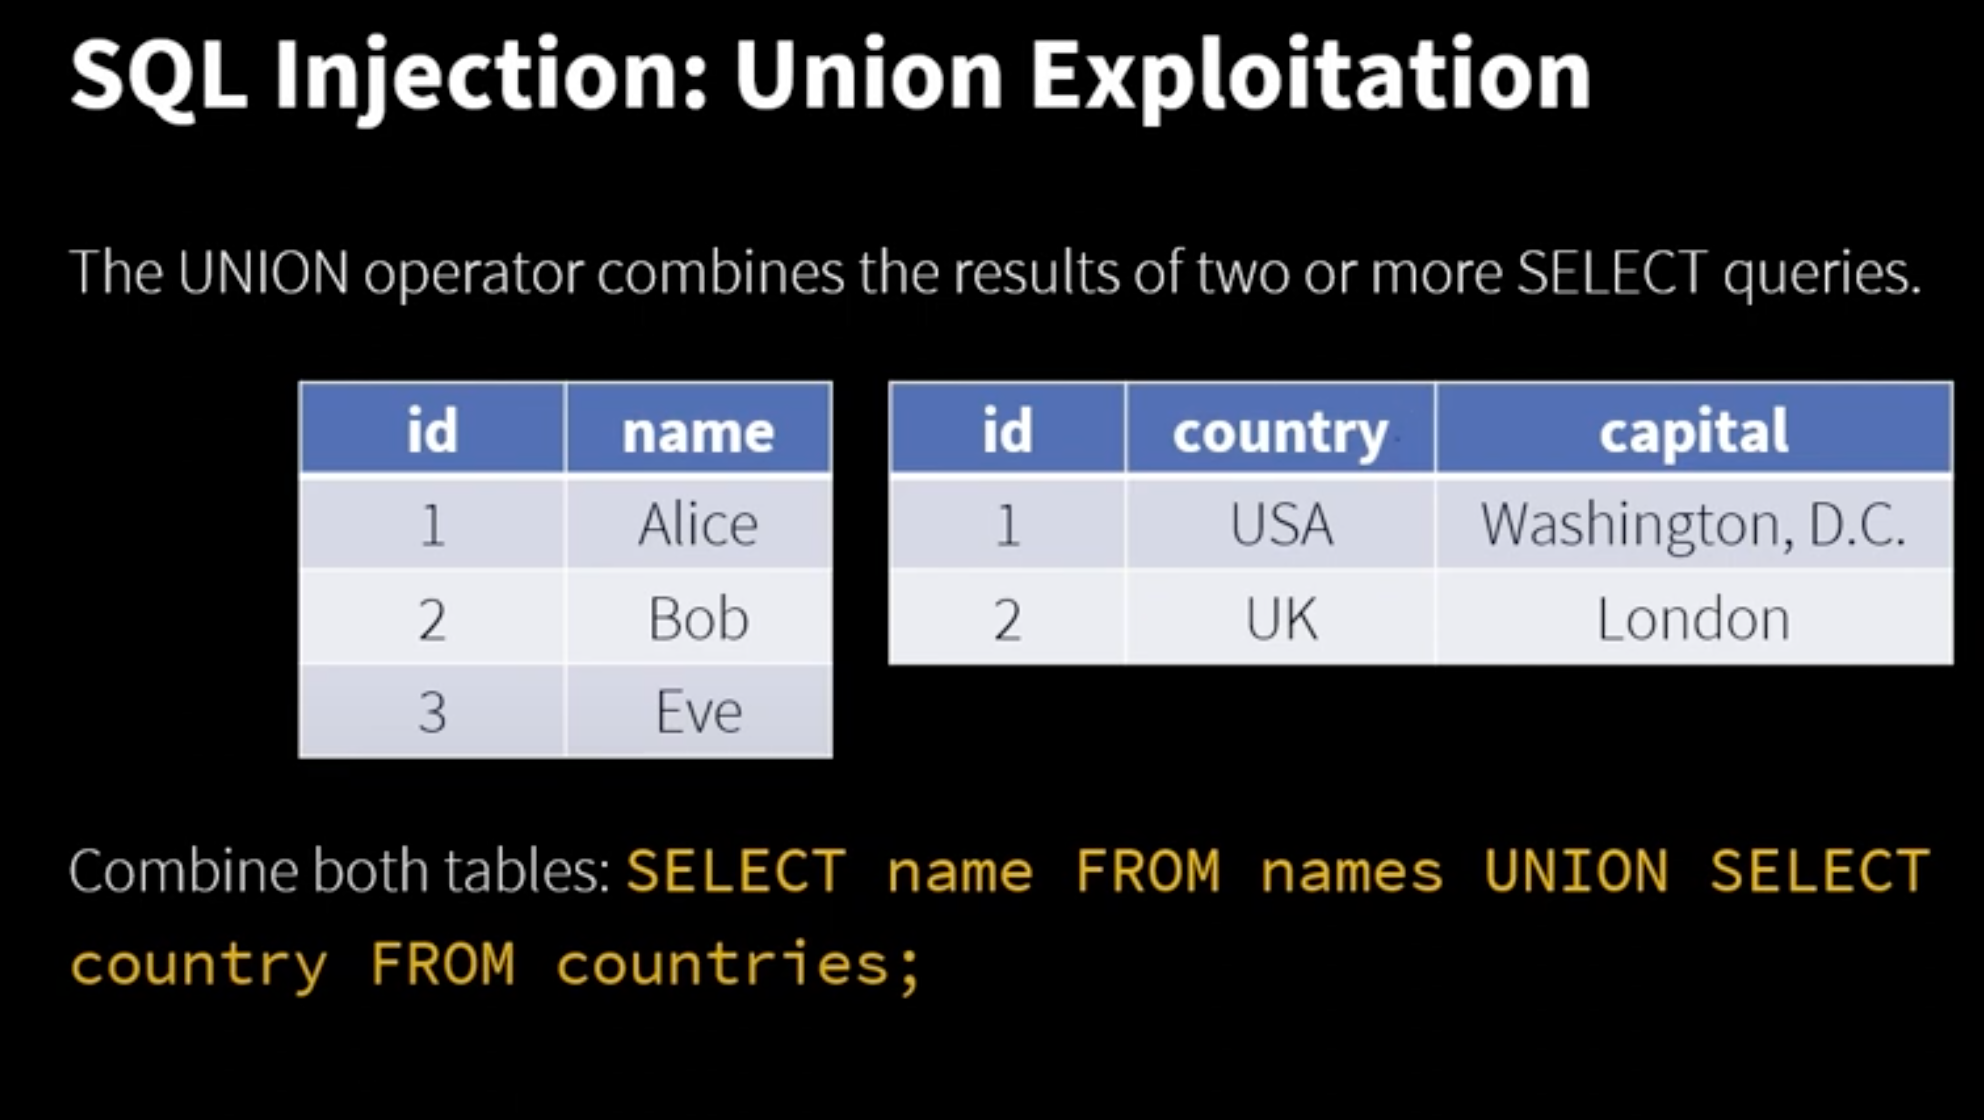 SQL Injection: Union Exploitation
The UNION operator combines the results of two or more SELECT queries.
id name
1 Alice
2 Bob
3 Eve
id country capital
1 USA Washington, D.C.
2 UK London
Combine both tables: SELECT name FROM names UNION SELECT
country FROM countries;